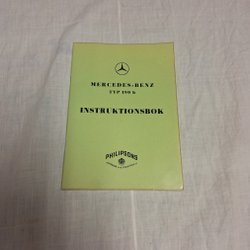 MERCEDES-BENZ
TYP 190 b
INSTRUKTIONSBOK
PHILIPSONS